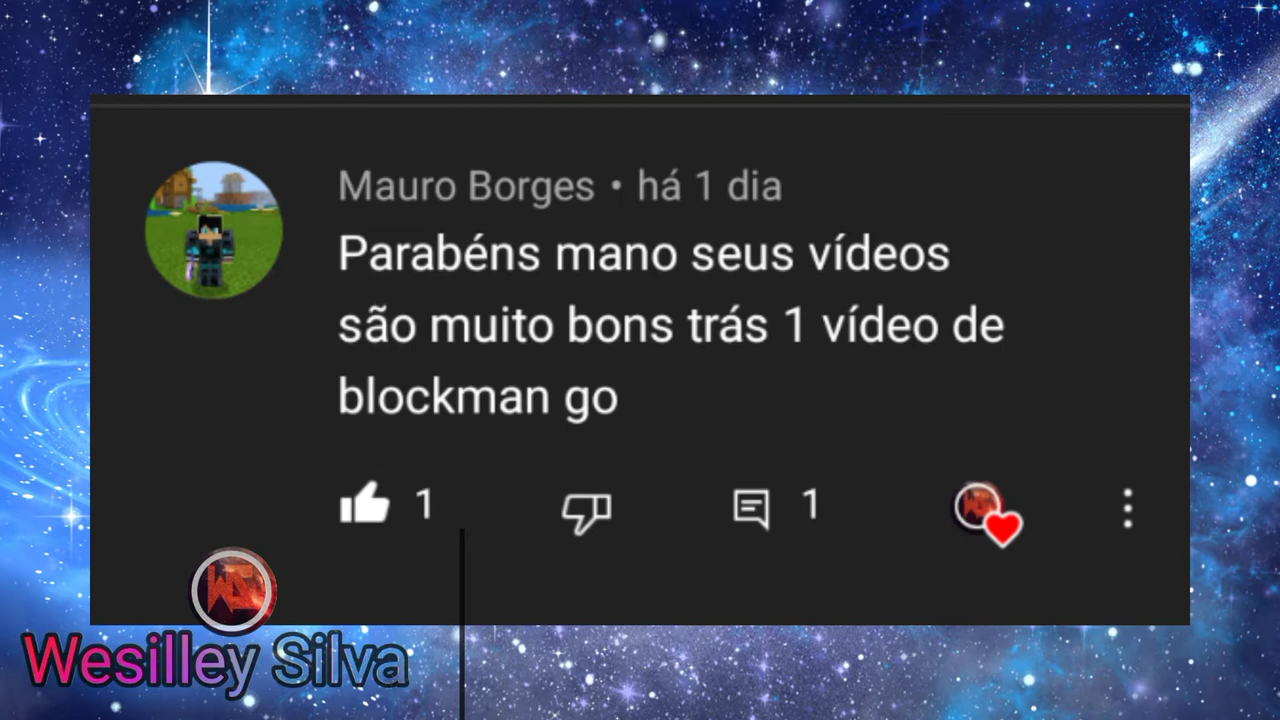 Mauro Borges • há 1 dia
Parabéns mano seus vídeos
são muito bons trás 1 vídeo de
blockman go
1 1
Wesilley Silva